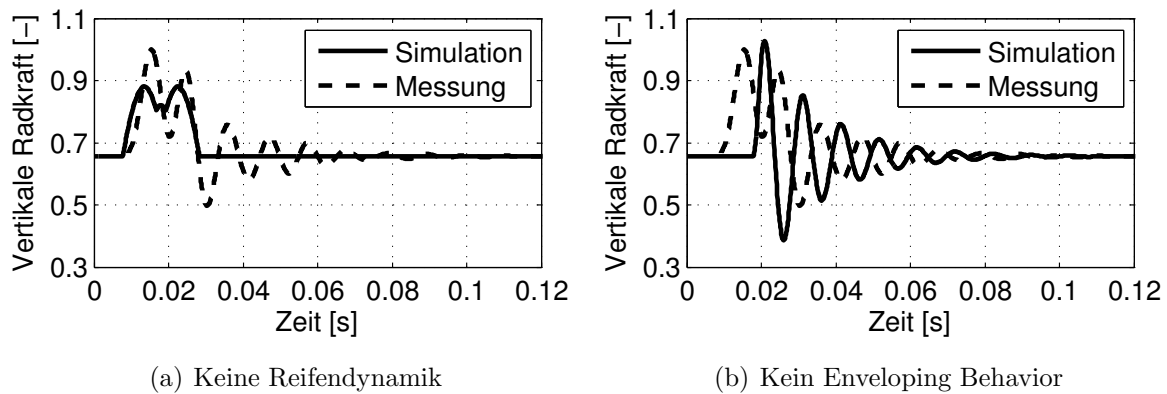 1.1
0.9
0.7
0.5
0.3
Vertikale Radkraft [–]
Simulation
Messung
0 0.02 0.04 0.06 0.08 0.1 0.12
Zeit [s]
(a) Keine Reifendynamik
1.1
0.9
0.7
0.5
0.3
Vertikale Radkraft [–]
Simulation
Messung
0 0.02 0.04 0.06 0.08 0.1 0.12
Zeit [s]
(b) Kein Enveloping Behavior